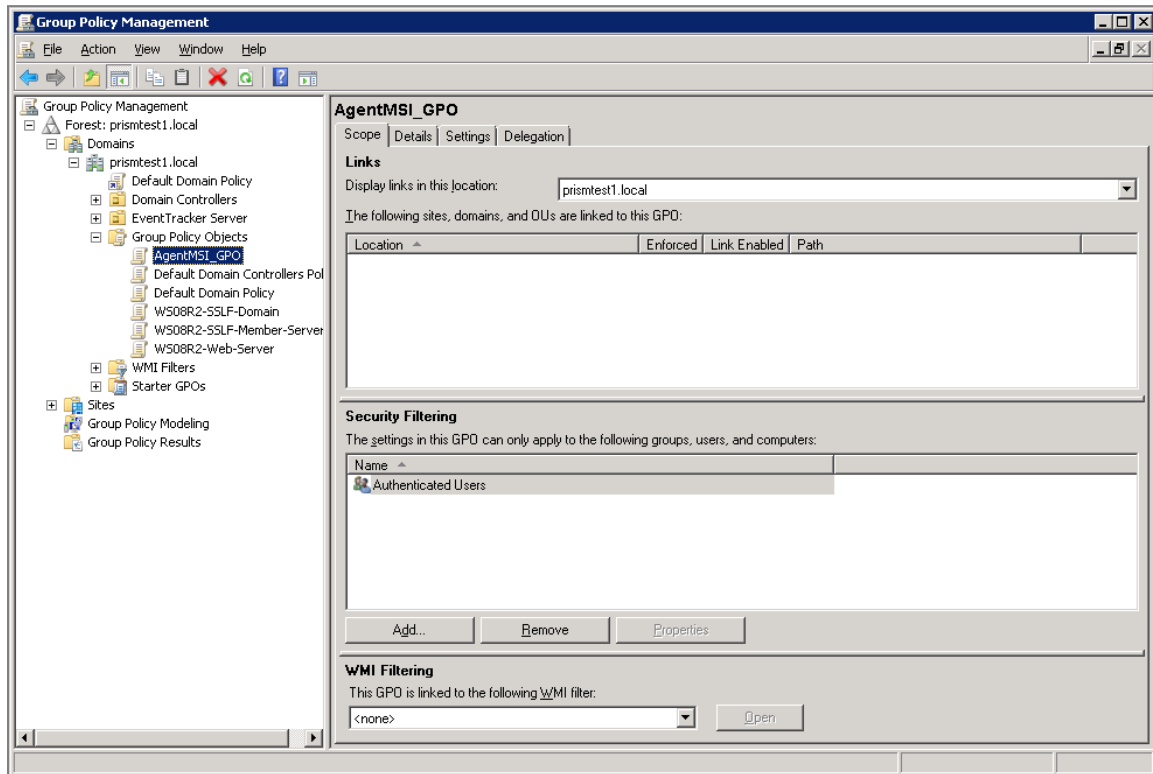 Group Policy Management
File Action View Window Help
Group Policy Management
Forest: prismtest1.local
Domains
prismtest1.local
Default Domain Policy
Domain Controllers
EventTracker Server
Group Policy Objects
AgentMSI_GPO
Default Domain Controllers Pol
Default Domain Policy
WS08R2-SSLF-Domain
WS08R2-SSLF-Member-Server
WS08R2-Web-Server
WMI Filters
Starter GPOs
Sites
Group Policy Modeling
Group Policy Results
AgentMSI_GPO
Scope Details Settings Delegation
Links
Display links in this location: prismtest1.local
The following sites, domains, and OUs are linked to this GPO:
Location Enforced Link Enabled Path
Security Filtering
The settings in this GPO can only apply to the following groups, users, and computers:
Name
Authenticated Users
Add... Remove Properties
WMI Filtering
This GPO is linked to the following WMI filter:
<none> Open